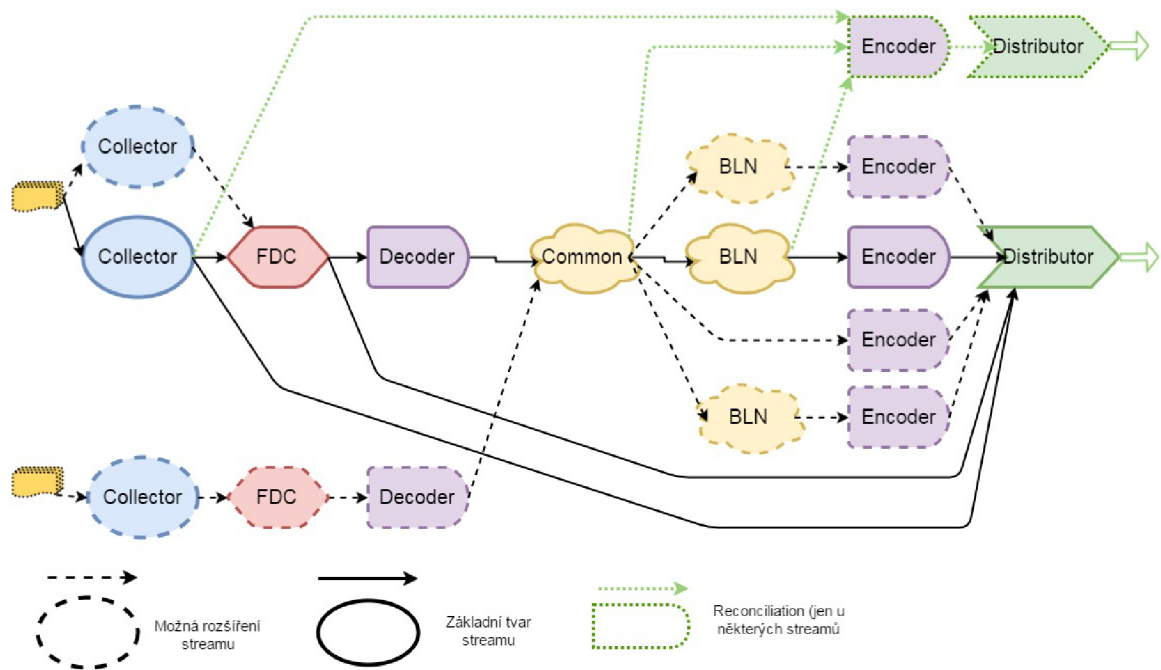 Encoder
Distributor
Collector
BLN
Encoder
Collector
FDC
Decoder
Common
BLN
Encoder
Distributor
Encoder
BLN
Encoder
Collector
FDC
Decoder
Možná rozšíření
streamu
Základní tvar
streamu
Reconciliation (jen u
některých streamů